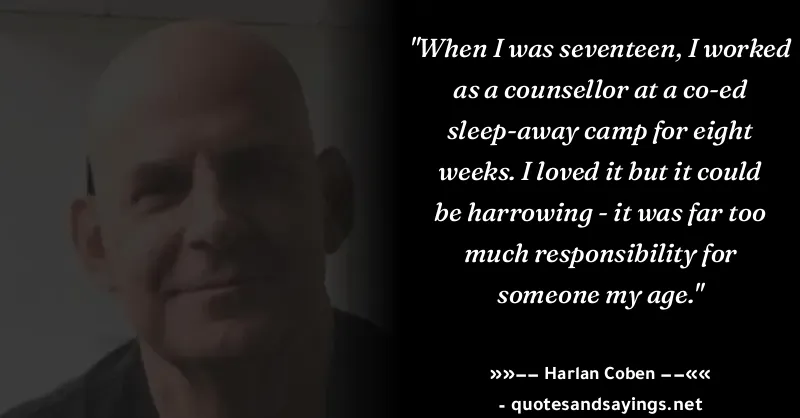 "When I was seventeen, I worked
as a counsellor at a co-ed
sleep-away camp for eight
weeks. I loved it but it could
be harrowing - it was far too
much responsibility for
someone my age."
»»−− Harlan Coben −−««
- quotesandsayings.net